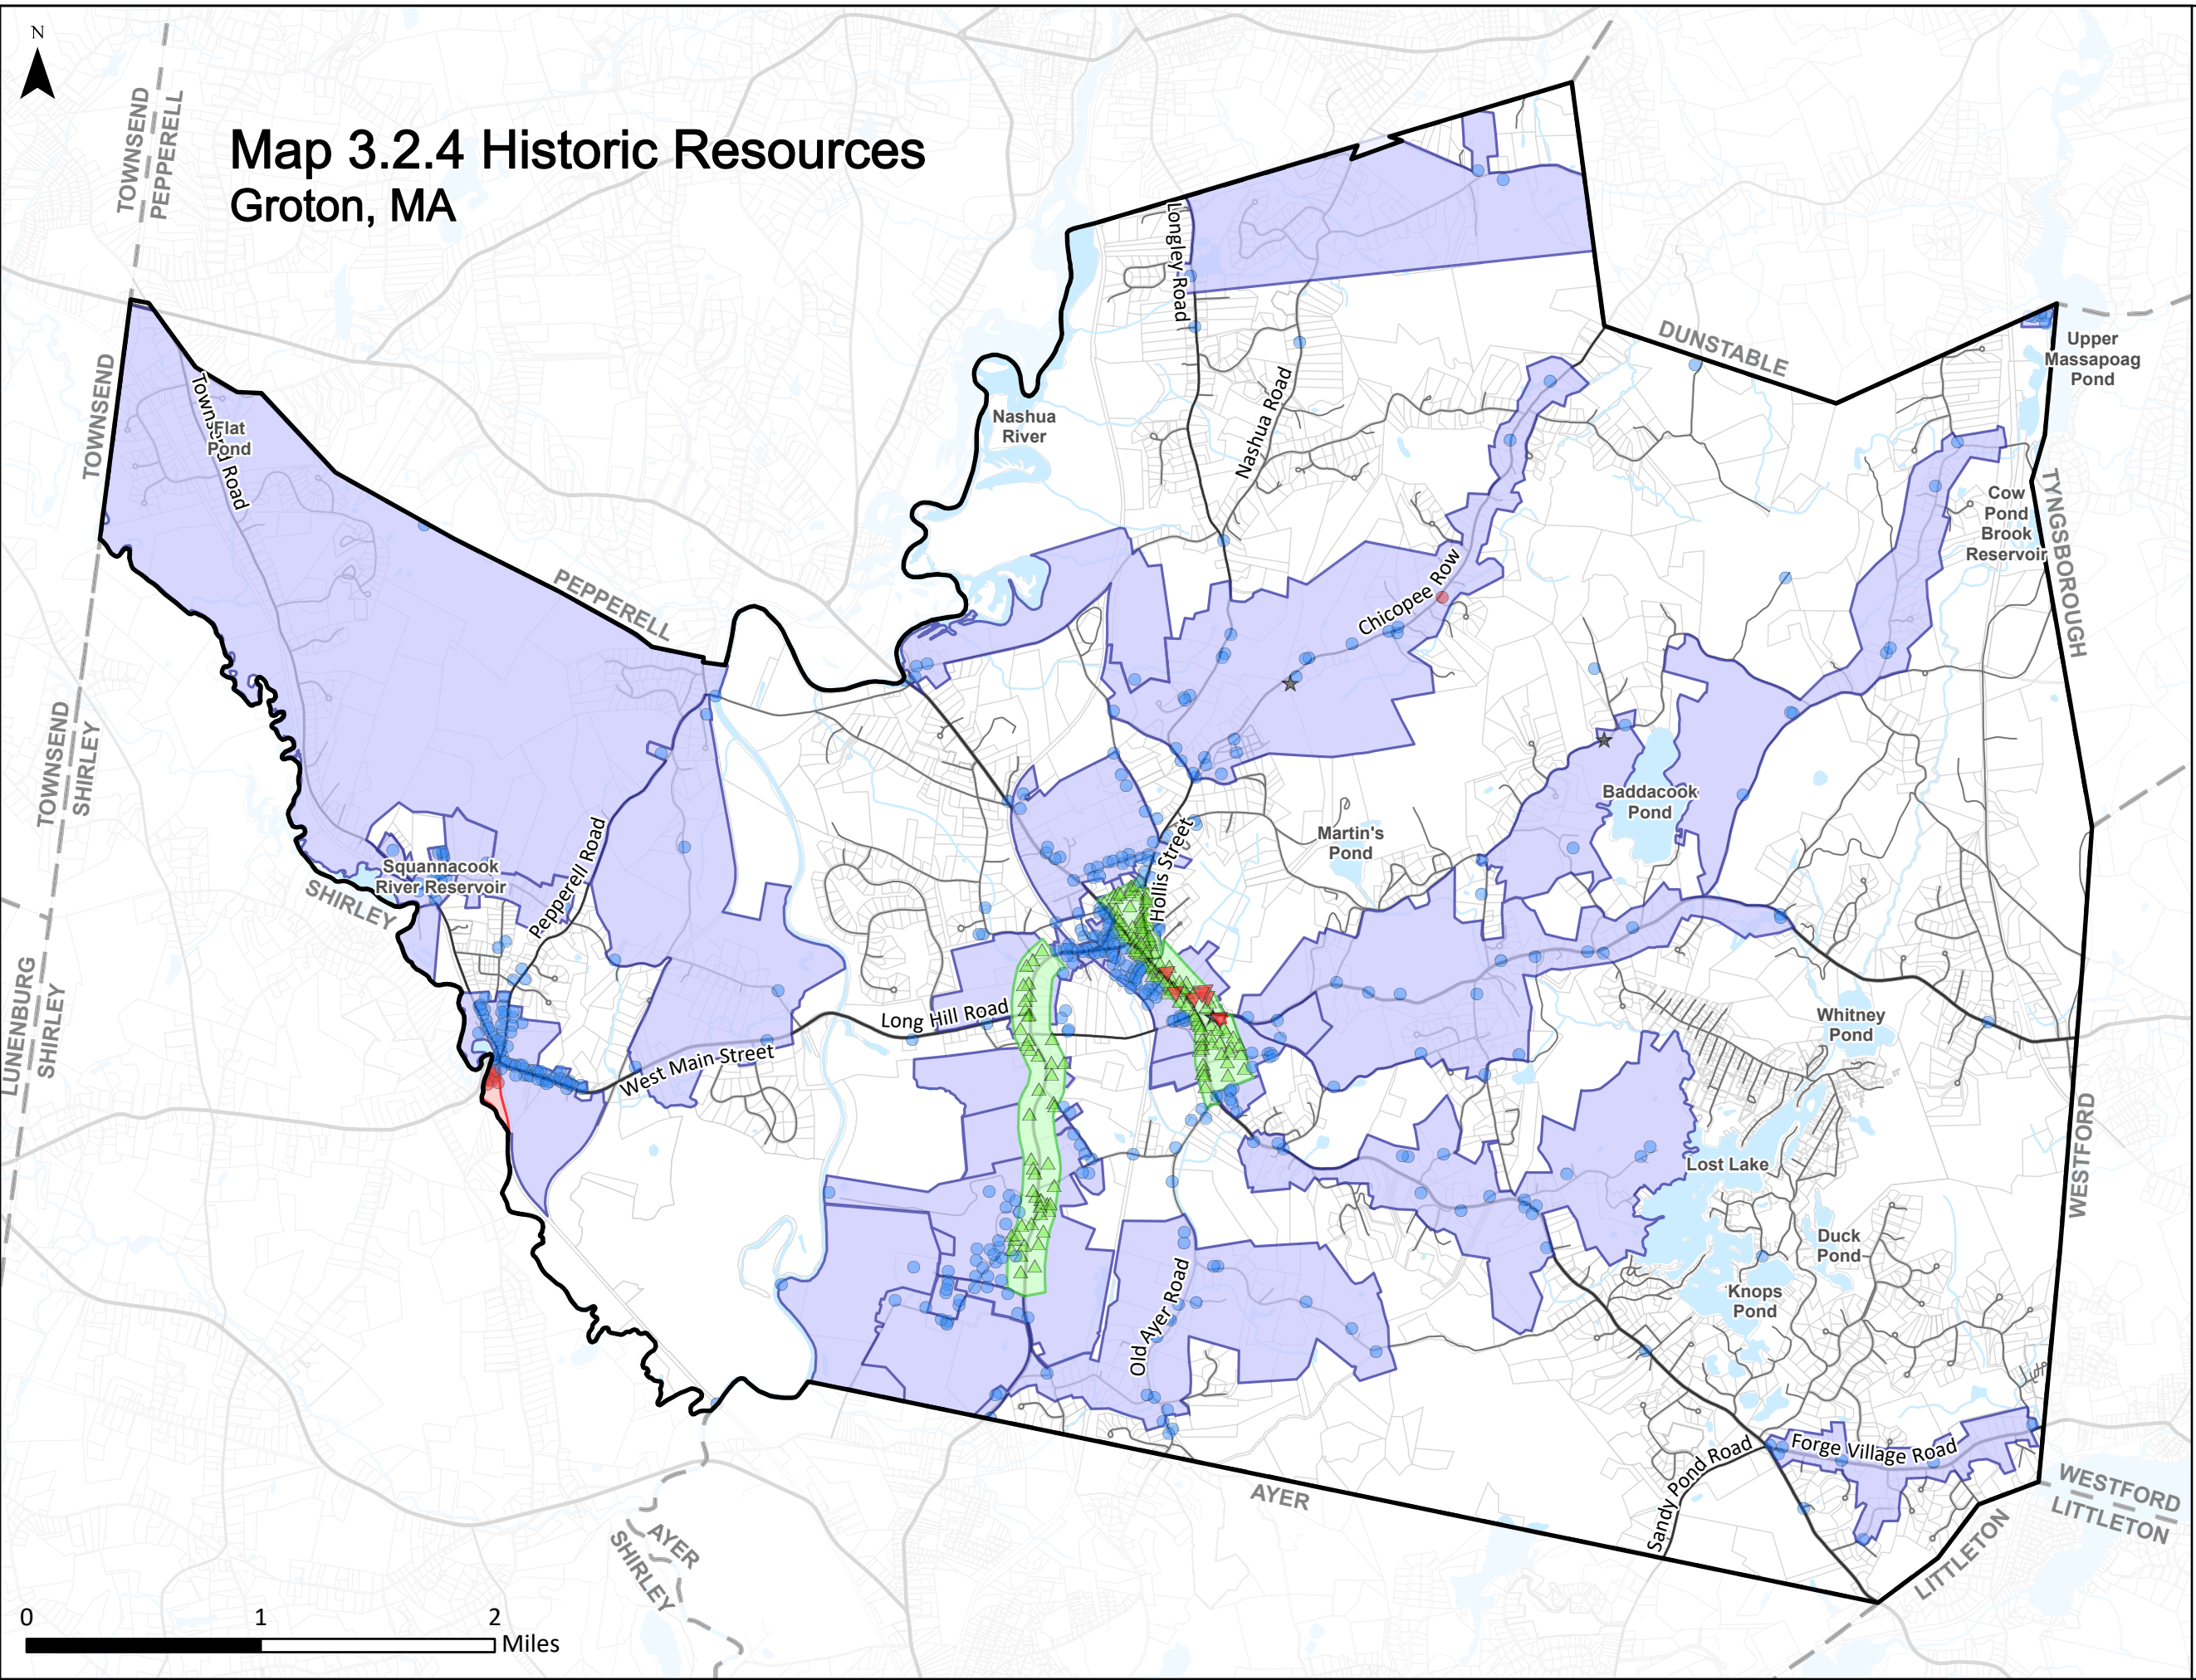 N
TOWNSEND
PEPPERELL
Map 3.2.4 Historic Resources
Groton, MA
Longley Road
DUNSTABLE
Upper
Massapoag
Pond
TOWNSEND
Townsend Road
Flat
Pond
Nashua
River
Nashua Road
Cow
Pond
Brook
Reservoir
TYNGSBOROUGH
PEPPERELL
Chicopee Row
TOWNSEND
SHIRLEY
Baddacook
Pond
Martin's
Pond
Hollis Street
Squannacook
River Reservoir
Pepperell Road
SHIRLEY
LUNENBURG
SHIRLEY
Long Hill Road
West Main Street
Whitney
Pond
Lost Lake
WESTFORD
Duck
Pond
Knops
Pond
Old Ayer Road
Forge Village Road
Sandy Pond Road
AYER
WESTFORD
LITTLETON
LITTLETON
AYER
SHIRLEY
0 1 2
Miles